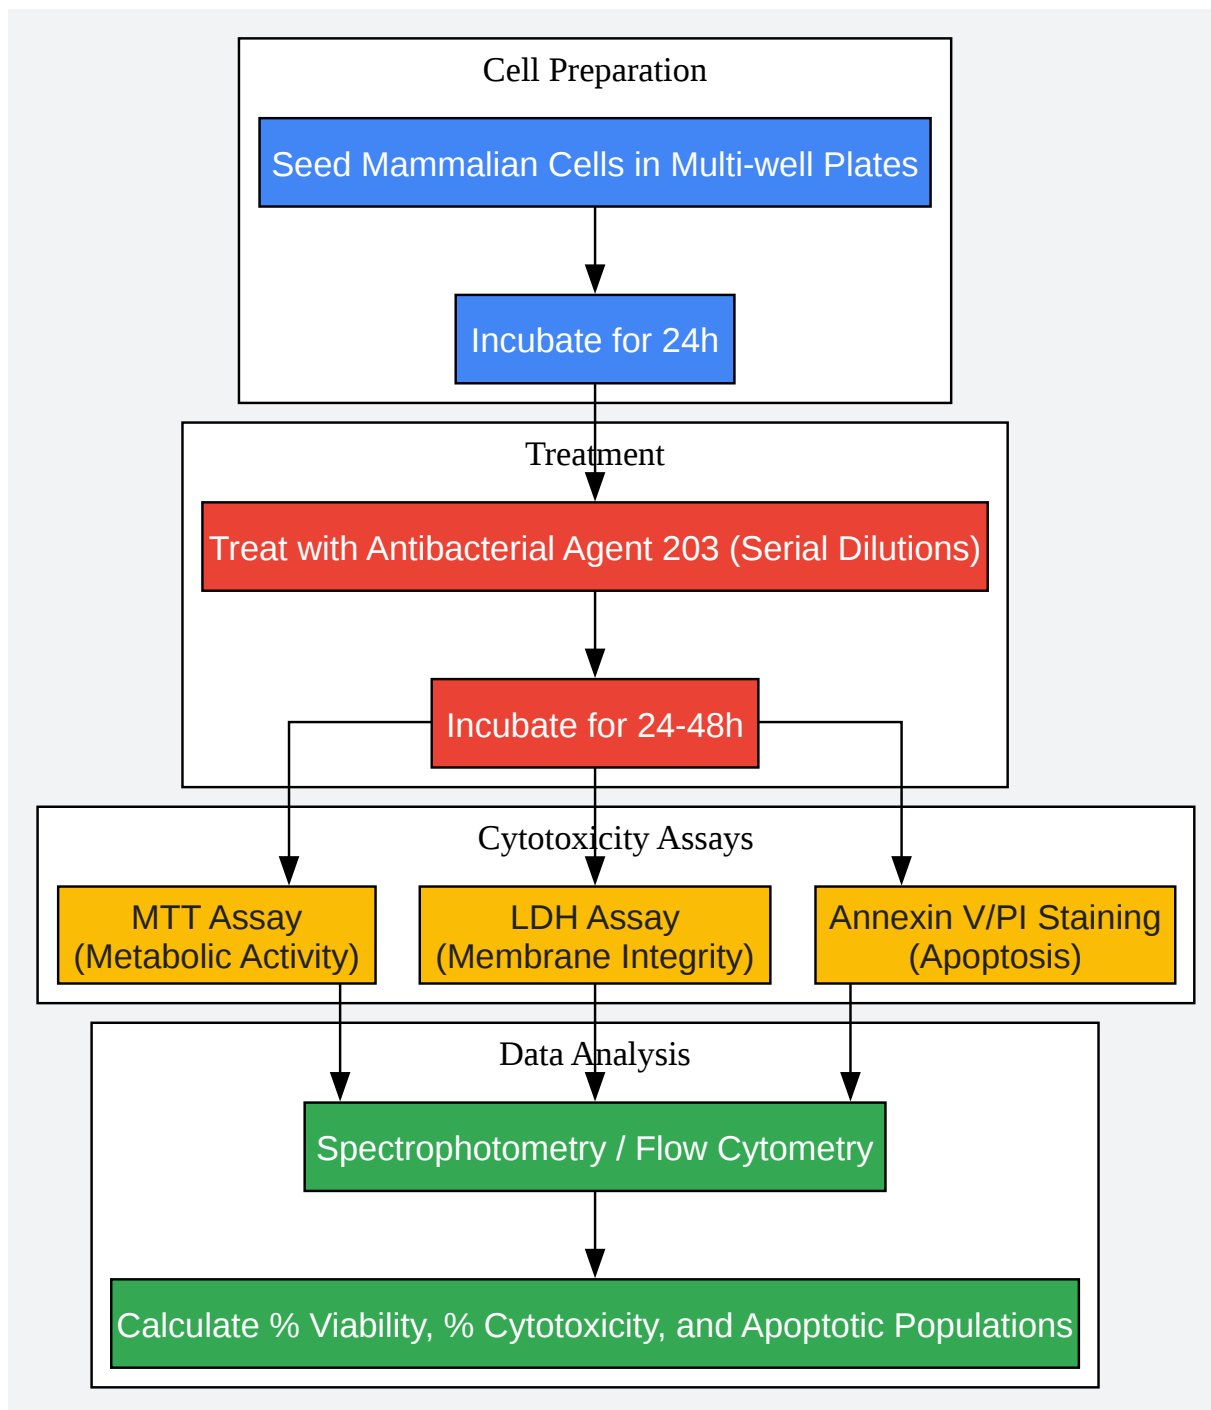 Cell Preparation
Seed Mammalian Cells in Multi-well Plates
Incubate for 24h
Treatment
Treat with Antibacterial Agent 203 (Serial Dilutions)
Incubate for 24-48h
Cytotoxicity Assays
MTT Assay
(Metabolic Activity)
LDH Assay
(Membrane Integrity)
Annexin V/PI Staining
(Apoptosis)
Data Analysis
Spectrophotometry / Flow Cytometry
Calculate % Viability, % Cytotoxicity, and Apoptotic Populations